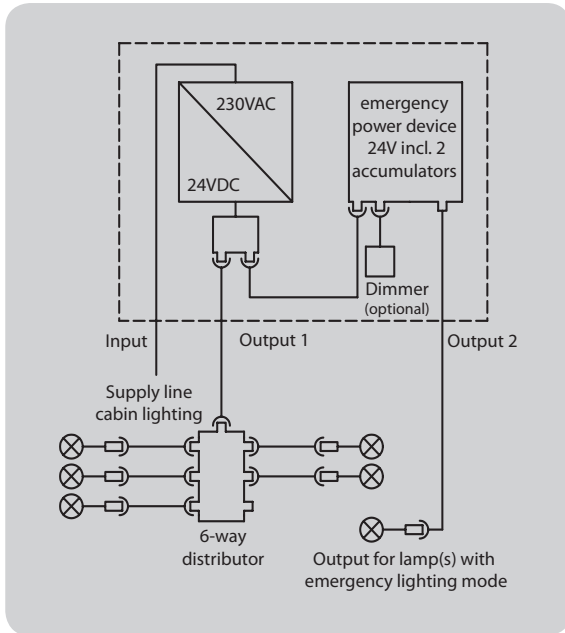 230VAC
24VDC
emergency
power device
24V incl. 2
accumulators
Dimmer
(optional)
Input
Output 1
Output 2
Supply line
cabin lighting
6-way
distributor
Output for lamp(s) with
emergency lighting mode